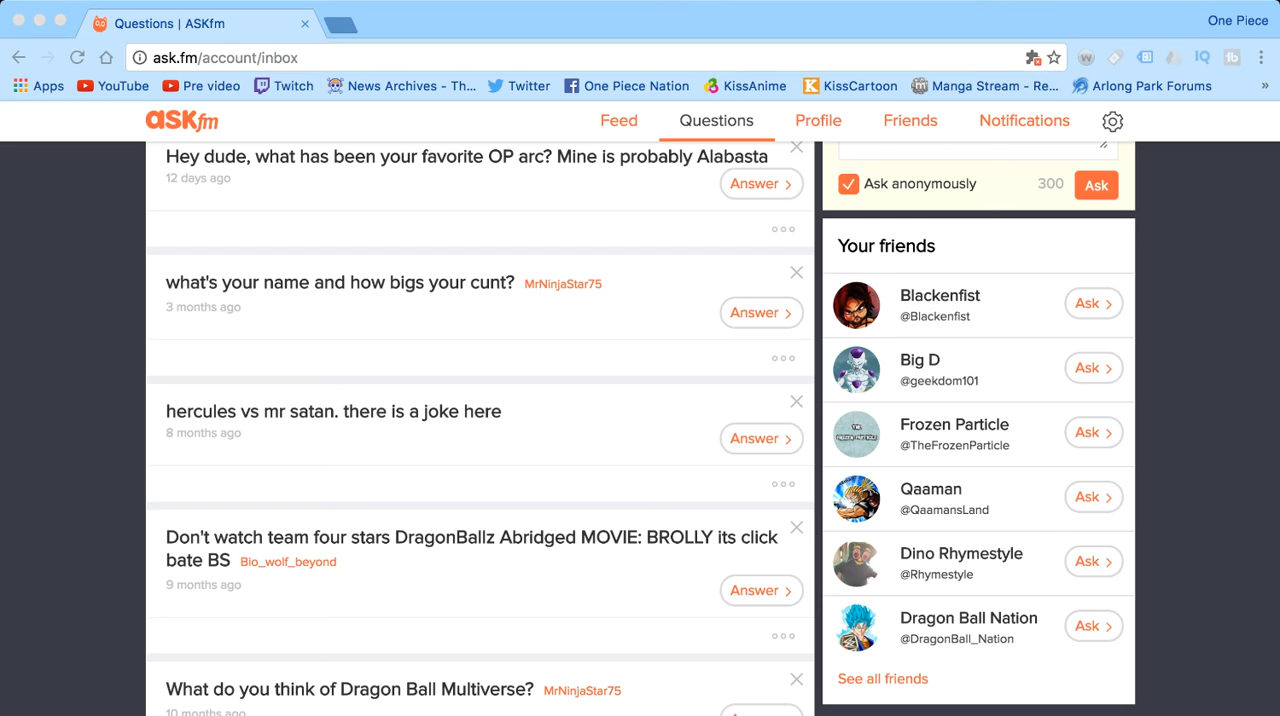 Questions | ASKfm
One Piece
ask.fm/account/inbox
Apps YouTube Pre video Twitch News Archives - Th... Twitter One Piece Nation KissAnime KissCartoon Manga Stream - Re... Arlong Park Forums »
ASKfm Feed Questions Profile Friends Notifications
Hey dude, what has been your favorite OP arc? Mine is probably Alabasta
12 days ago
Answer
what's your name and how bigs your cunt? MrNinjaStar75
3 months ago
Answer
hercules vs mr satan. there is a joke here
8 months ago
Answer
Don't watch team four stars DragonBallz Abridged MOVIE: BROLLY its click
bate BS Bio_wolf_beyond
9 months ago
Answer
What do you think of Dragon Ball Multiverse? MrNinjaStar75
10 months ago
Ask anonymously 300 Ask
Your friends
Blackenfist
@Blackenfist
Ask
Big D
@geekdom101
Ask
Frozen Particle
@TheFrozenParticle
Ask
Qaaman
@QaamansLand
Ask
Dino Rhymestyle
@Rhymestyle
Ask
Dragon Ball Nation
@DragonBall_Nation
Ask
See all friends